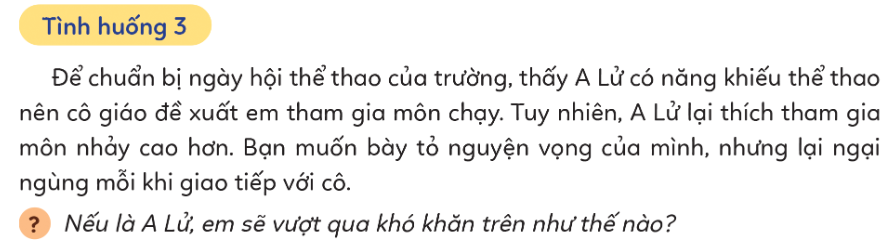 Tình huống 3
Để chuẩn bị ngày hội thể thao của trường, thấy A Lử có năng khiếu thể thao
nên cô giáo đề xuất em tham gia môn chạy. Tuy nhiên, A Lử lại thích tham gia
môn nhảy cao hơn. Bạn muốn bày tỏ nguyện vọng của mình, nhưng lại ngại
ngùng mỗi khi giao tiếp với cô.
? Nếu là A Lử, em sẽ vượt qua khó khăn trên như thế nào?